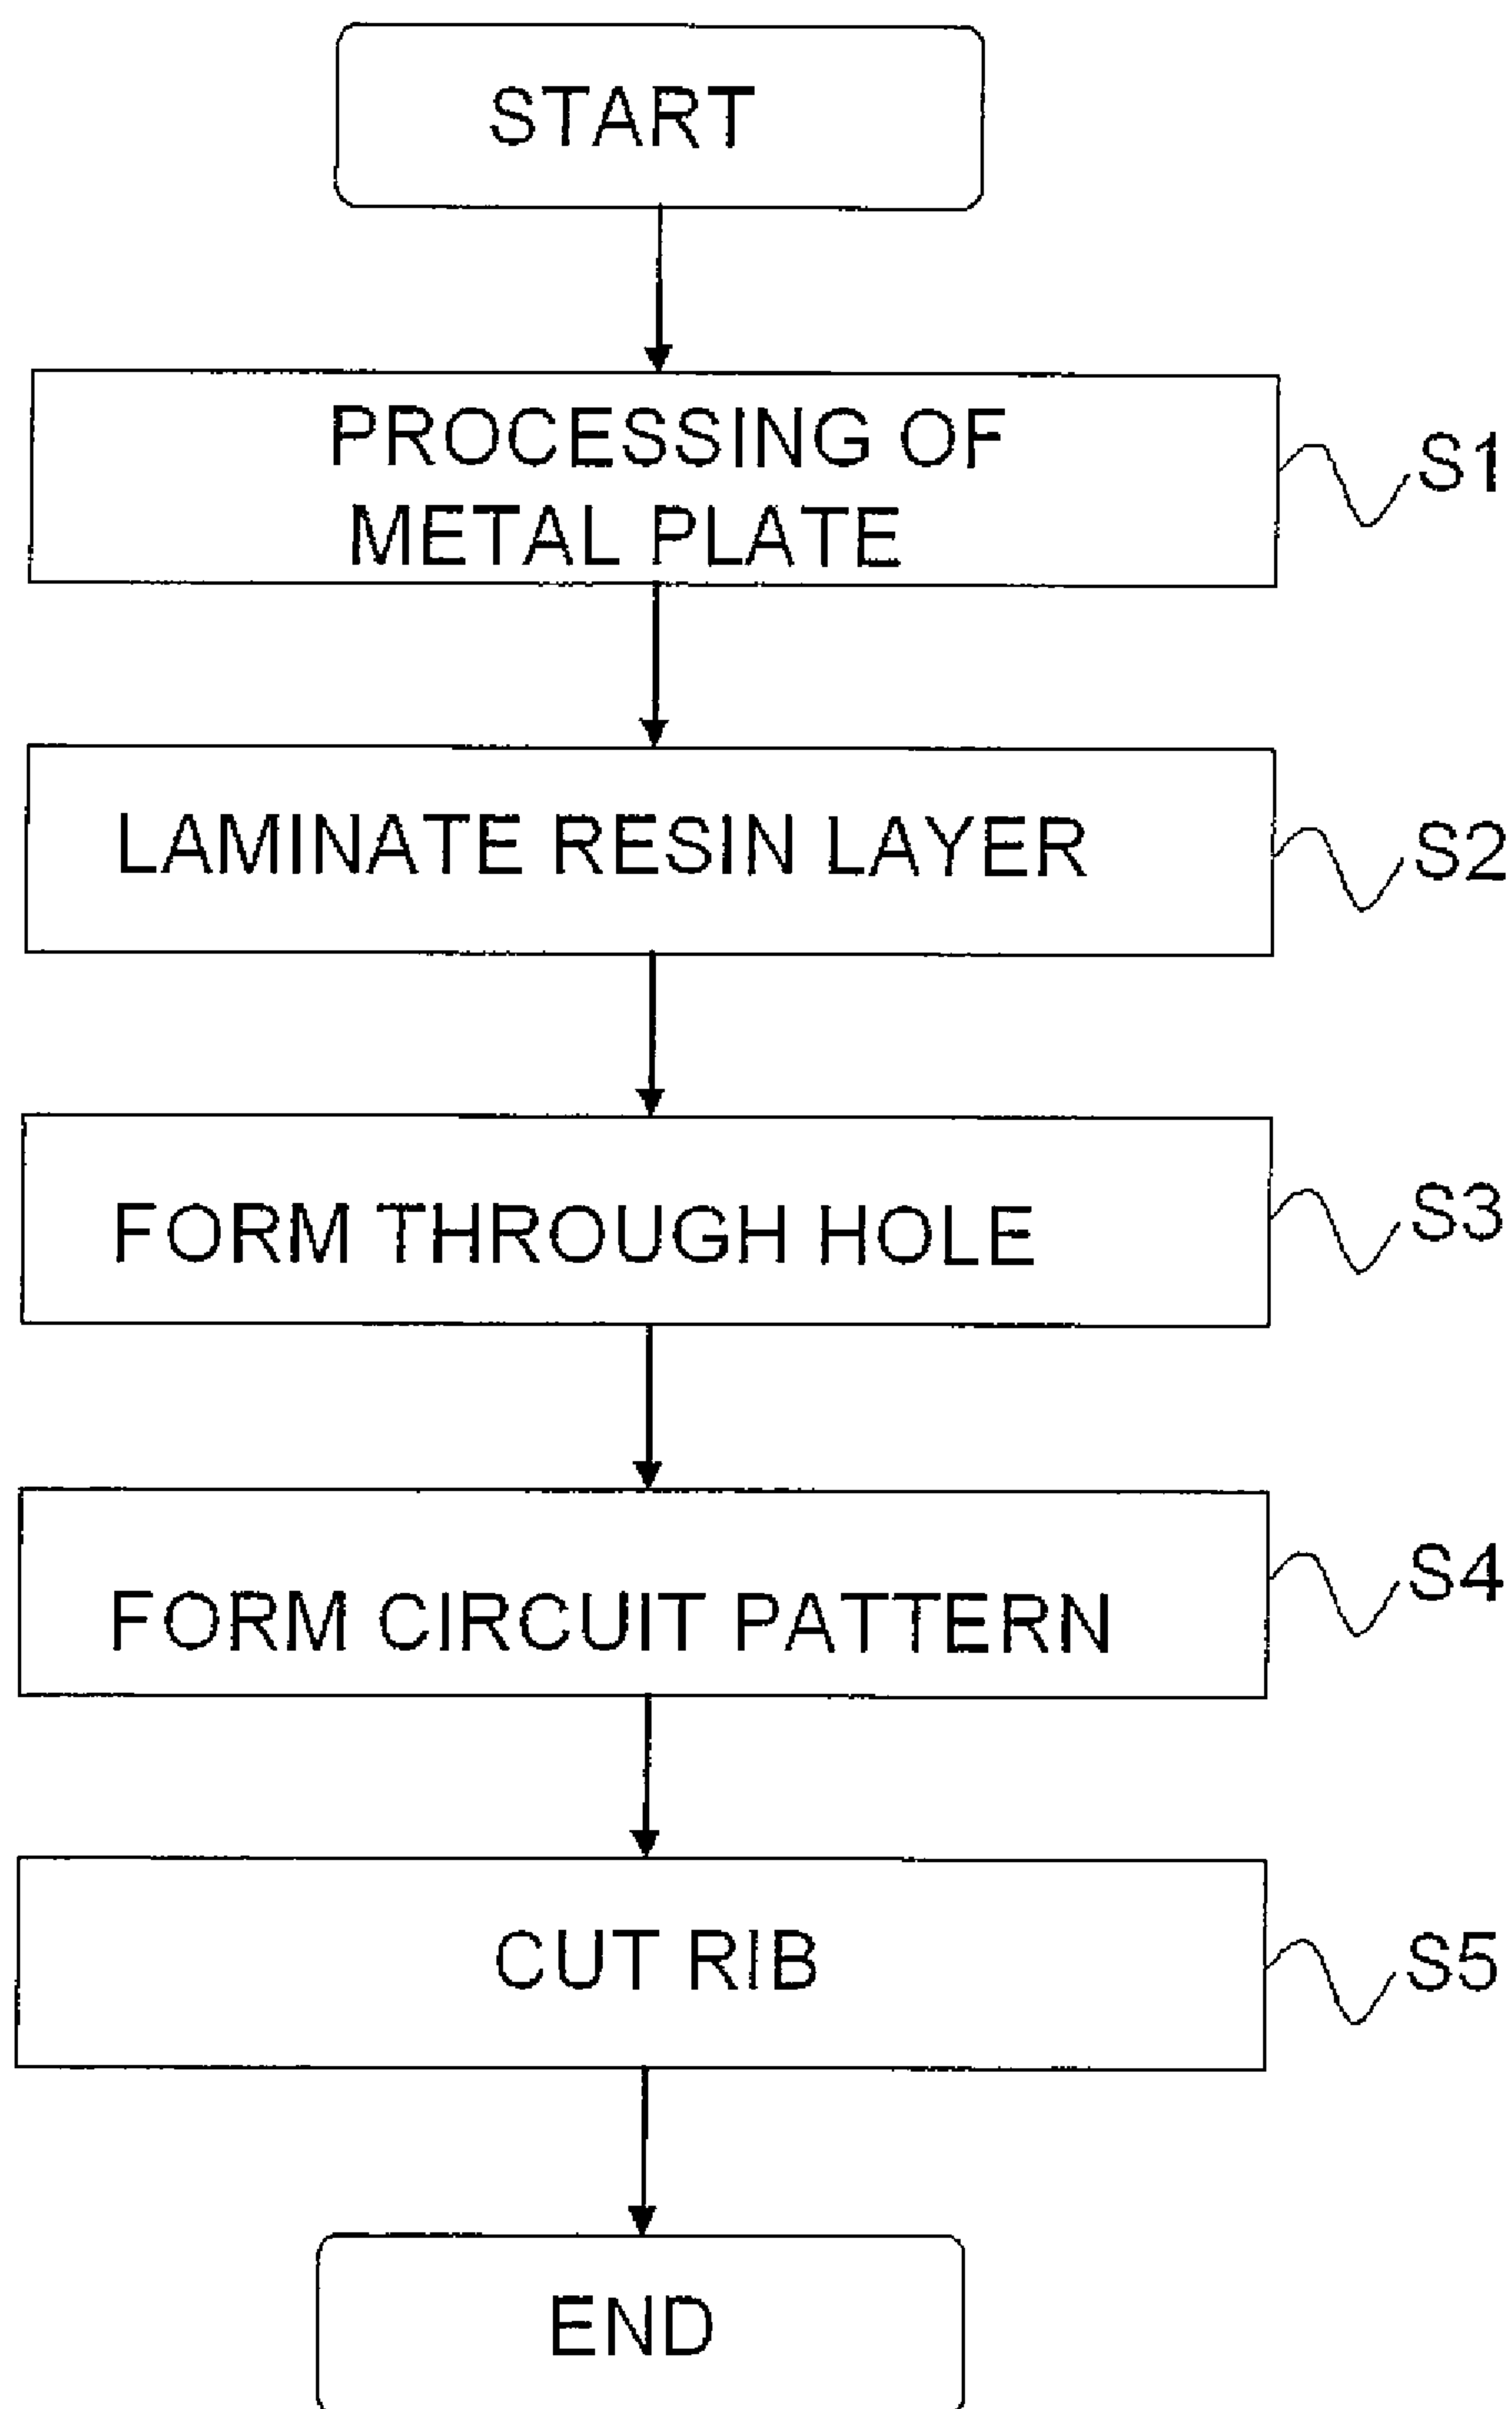 START
PROCESSING OF
METAL PLATE
S1
LAMINATE RESIN LAYER
S2
FORM THROUGH HOLE
S3
FORM CIRCUIT PATTERN
S4
CUT RIB
S5
END